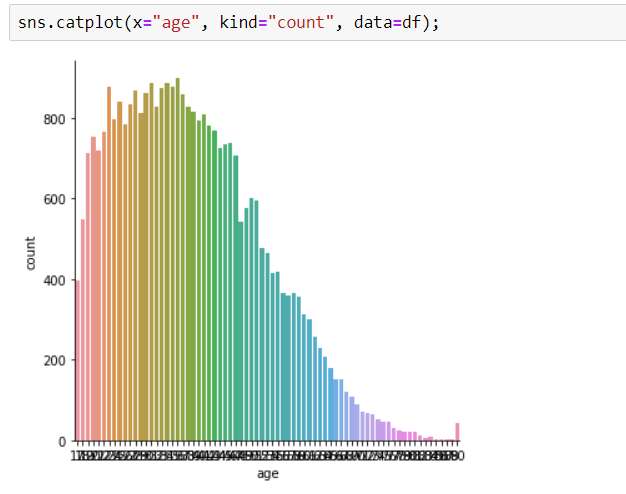 sns.catplot(x="age", kind="count", data=df);
800
600
400
200
0
count
age